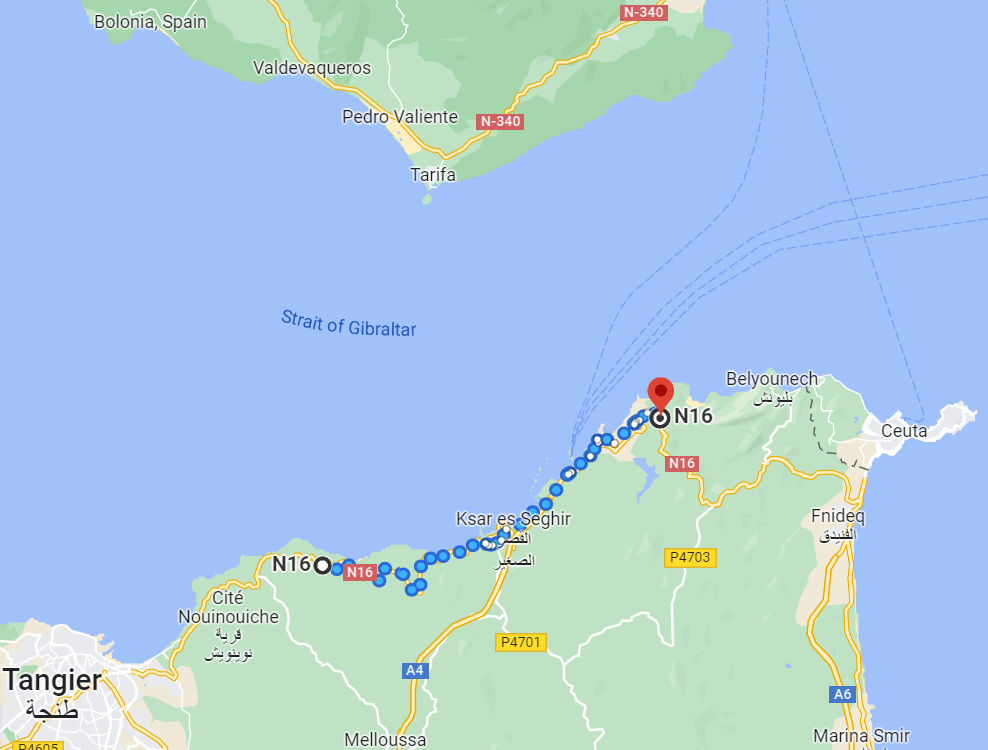 Bolonia, Spain
N-340
Valdevaqueros
Pedro Valiente
N-340
Tarifa
Strait of Gibraltar
Belyounech
بليونش
N16
Ceuta
N16
Ksar es Seghir
القصر
الصغير
Fnideq
الفنيدق
N16
N16
P4703
Cité
Nouinouiche
قرية
نوينويش
P4701
A4
Tangier
طنجة
A6
P4605
Melloussa
Marina Smir